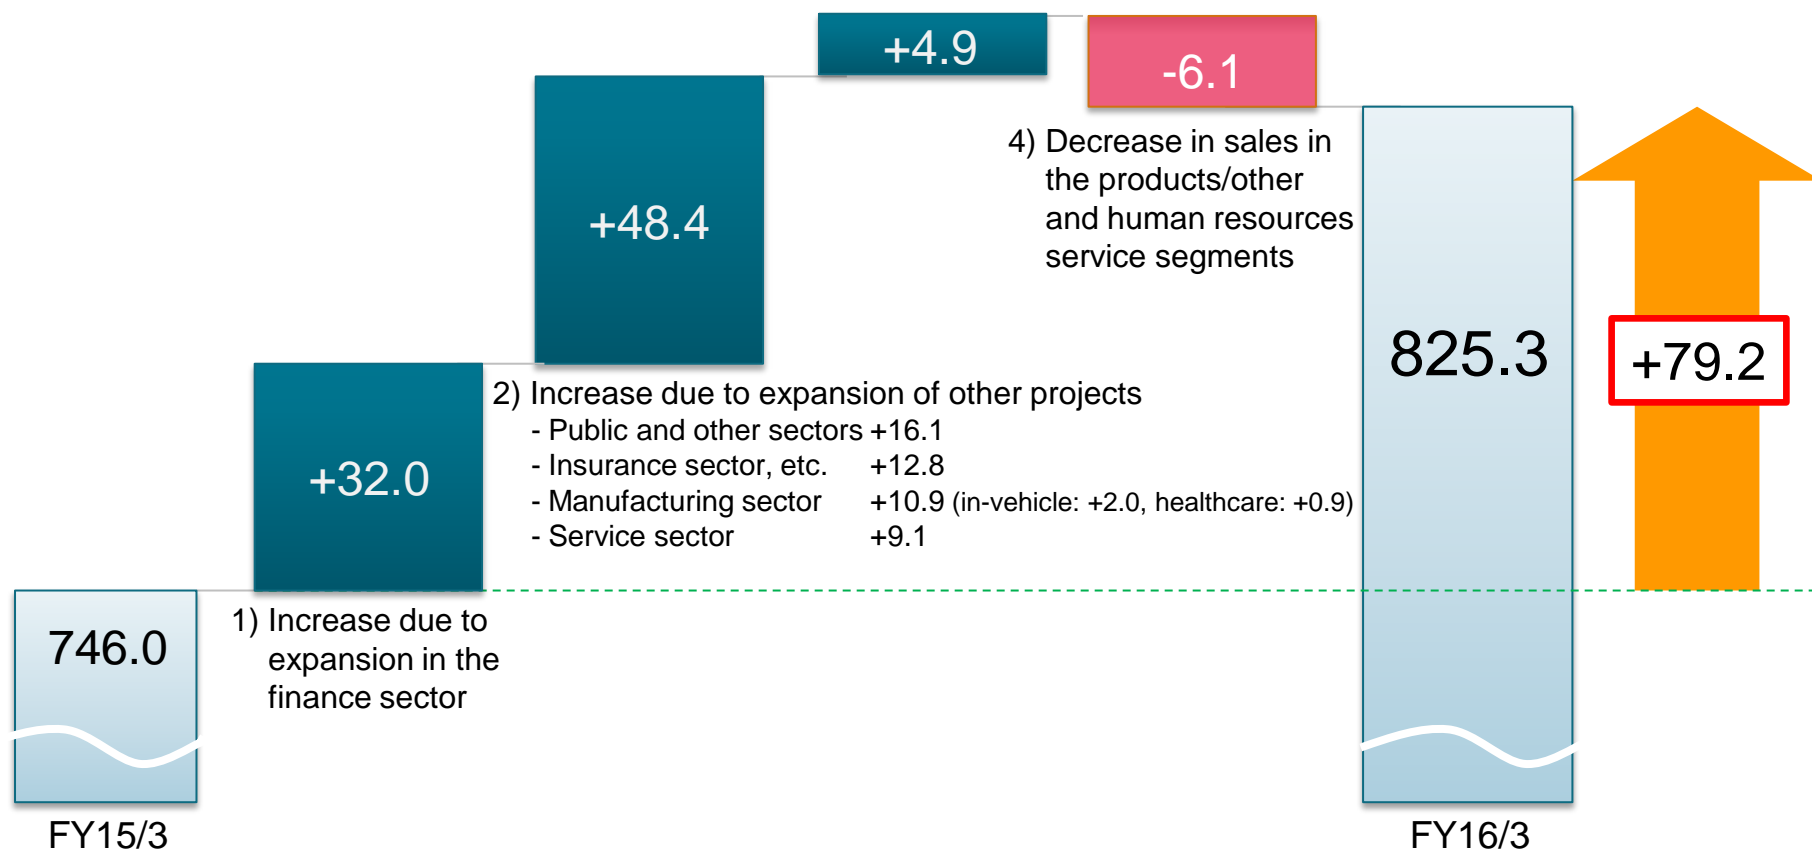 +4.9
-6.1
4) Decrease in sales in
the products/other
and human resources
service segments
+48.4
825.3
+79.2
2) Increase due to expansion of other projects
- Public and other sectors +16.1
- Insurance sector, etc. +12.8
- Manufacturing sector +10.9 (in-vehicle: +2.0, healthcare: +0.9)
- Service sector +9.1
+32.0
1) Increase due to
expansion in the
finance sector
746.0
FY15/3
FY16/3